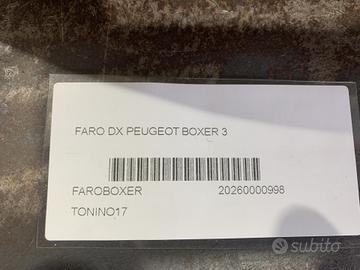 FARO DX PEUGEOT BOXER 3
FAROBOXER 20260000998
TONINO17
subito